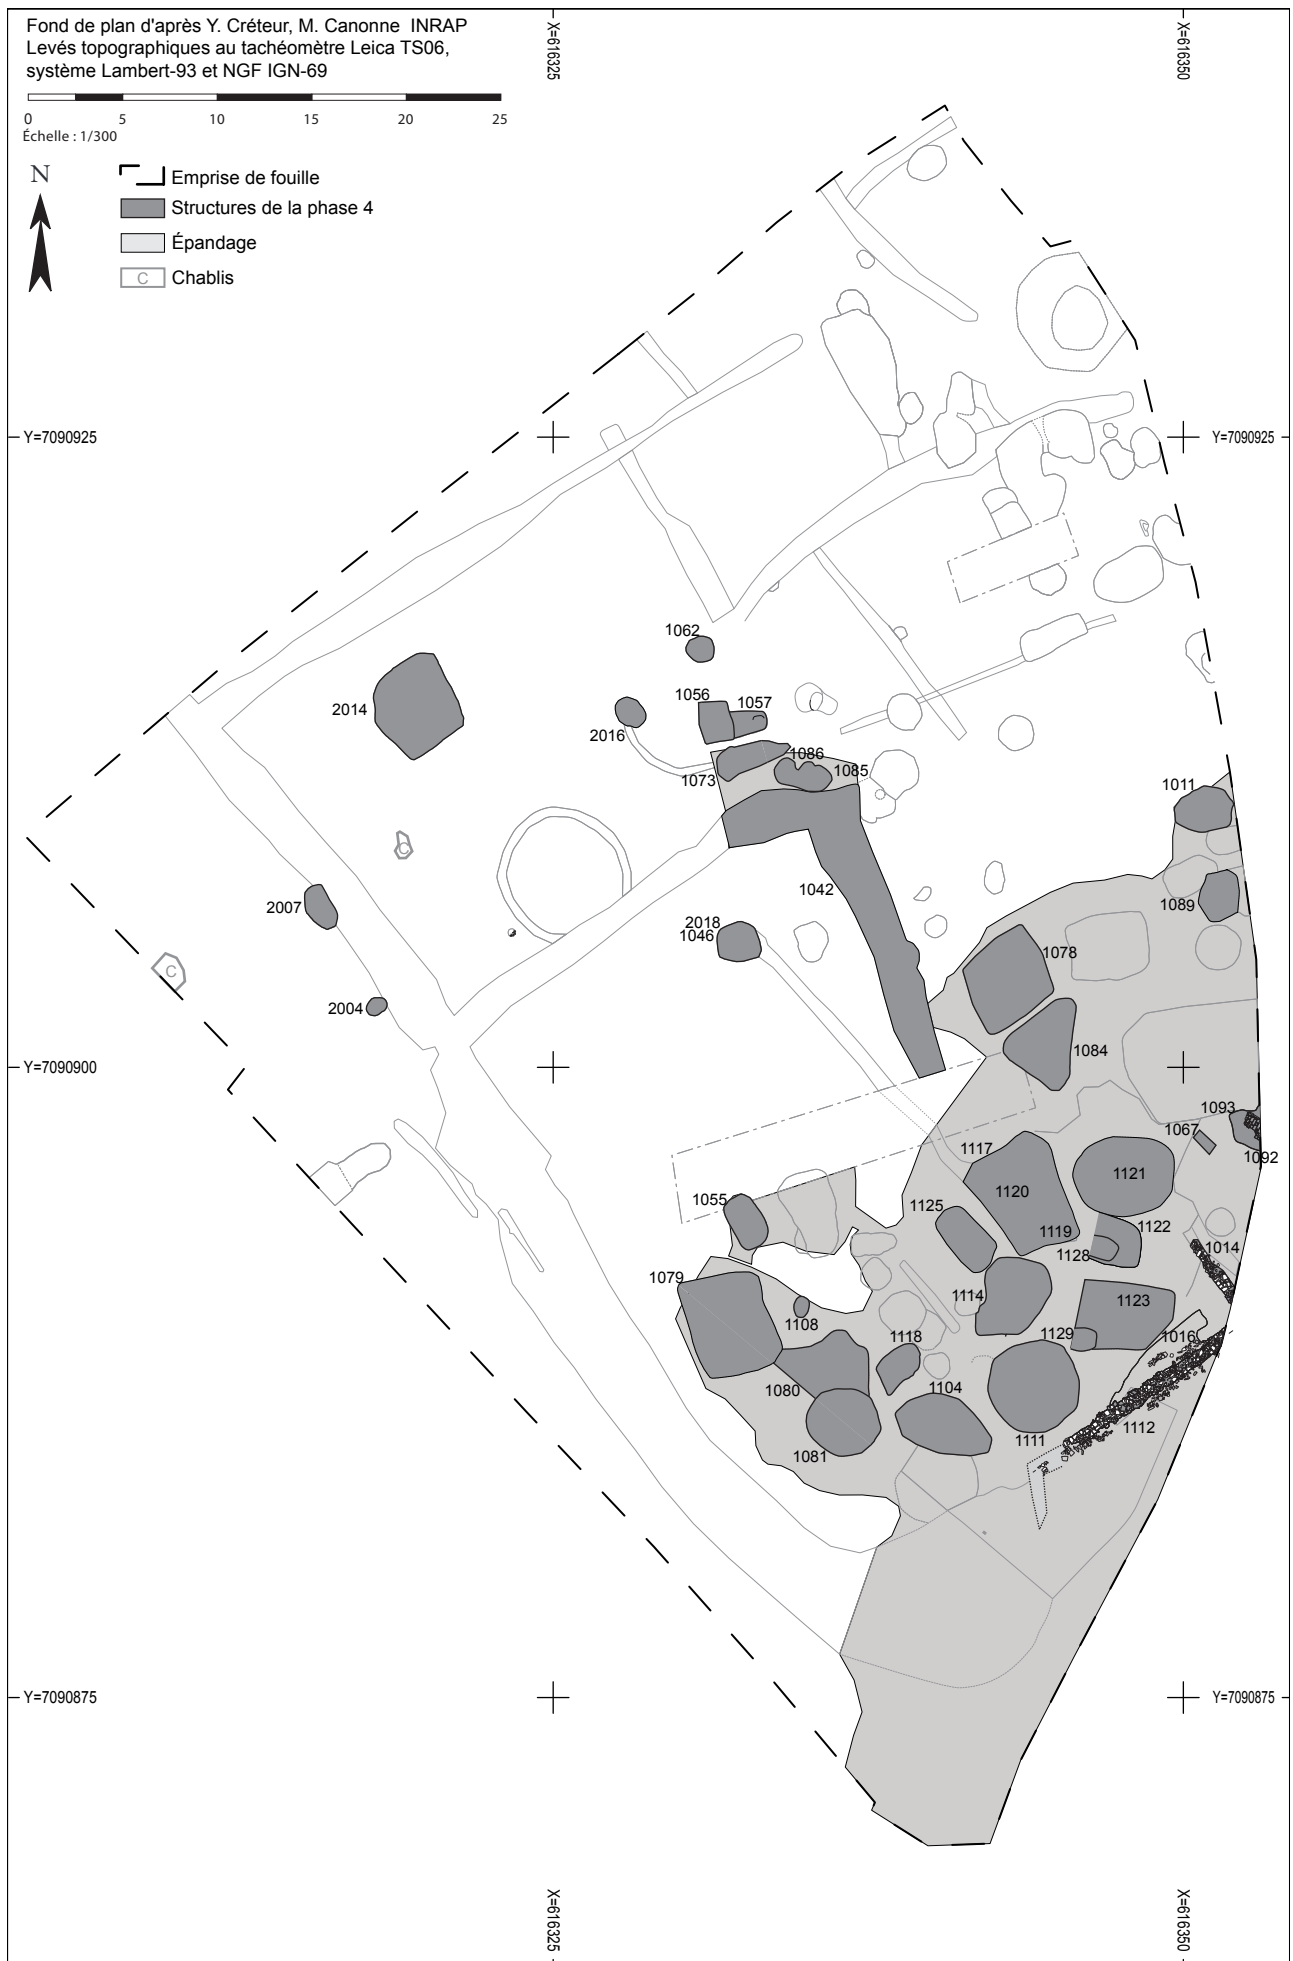 Fond de plan d'après Y. Créteur, M. Canonne  INRAP
Levés topographiques au tachéomètre Leica TS06,
système Lambert-93 et NGF IGN-69
X=616325
X=616350
0 5 10 15 20 25
Échelle : 1/300
N
Emprise de fouille
Structures de la phase 4
Épandage
C Chablis
Y=7090925
Y=7090925
1062
1056
1057
2014
2016
1086
1073
1085
1011
C
1042
1089
2007
2018
1046
1078
C
2004
1084
1093
1067
1092
1117
1121
1120
1055
1125
1119
1122
1128
1014
1079
1114
1123
1108
1129
1016
1118
1080
1104
1112
1111
1081
Y=7090875
Y=7090875
Y=7090900
Y=7090900
X=616325
X=616350